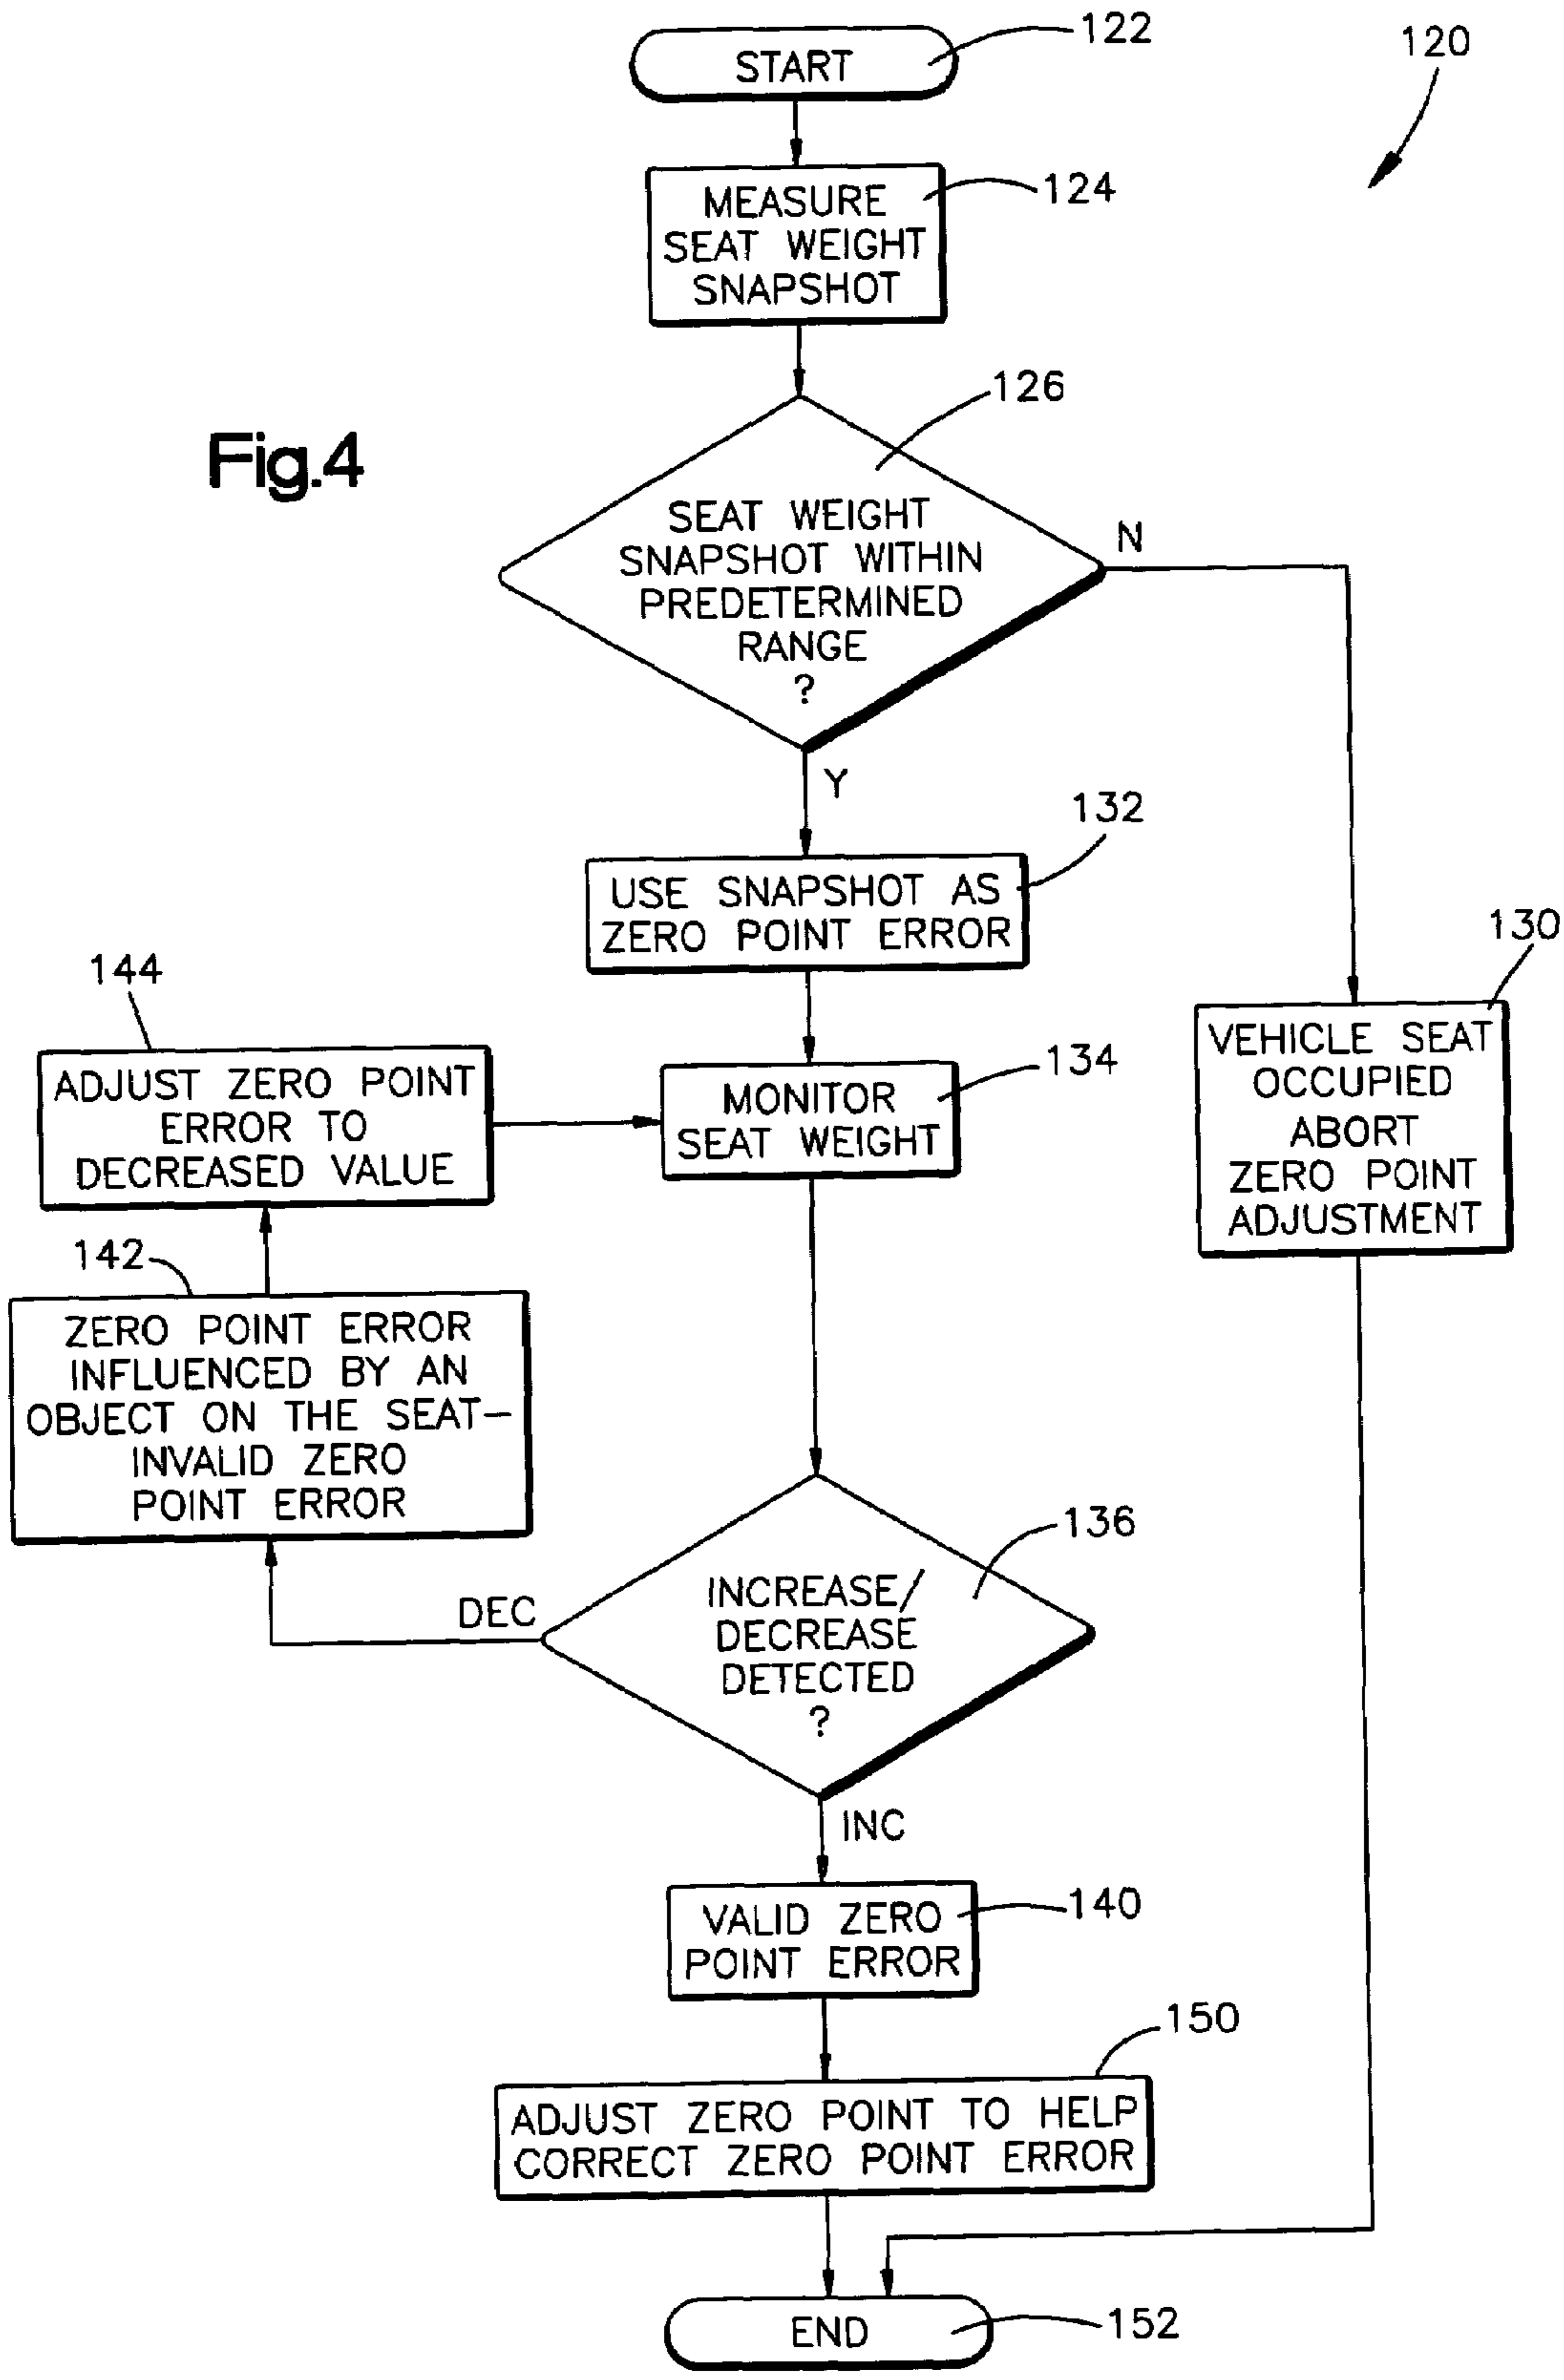 122
120
START
124
MEASURE
SEAT WEIGHT
SNAPSHOT
126
Fig.4
SEAT WEIGHT
SNAPSHOT WITHIN
PREDETERMINED
RANGE
?
N
Y
132
USE SNAPSHOT AS
ZERO POINT ERROR
130
VEHICLE SEAT
OCCUPIED
ABORT
ZERO POINT
ADJUSTMENT
144
ADJUST ZERO POINT
ERROR TO
DECREASED VALUE
134
MONITOR
SEAT WEIGHT
142
ZERO POINT ERROR
INFLUENCED BY AN
OBJECT ON THE SEAT—
INVALID ZERO
POINT ERROR
136
INCREASE/
DECREASE
DETECTED
?
DEC
INC
140
VALID ZERO
POINT ERROR
150
ADJUST ZERO POINT TO HELP
CORRECT ZERO POINT ERROR
END
152